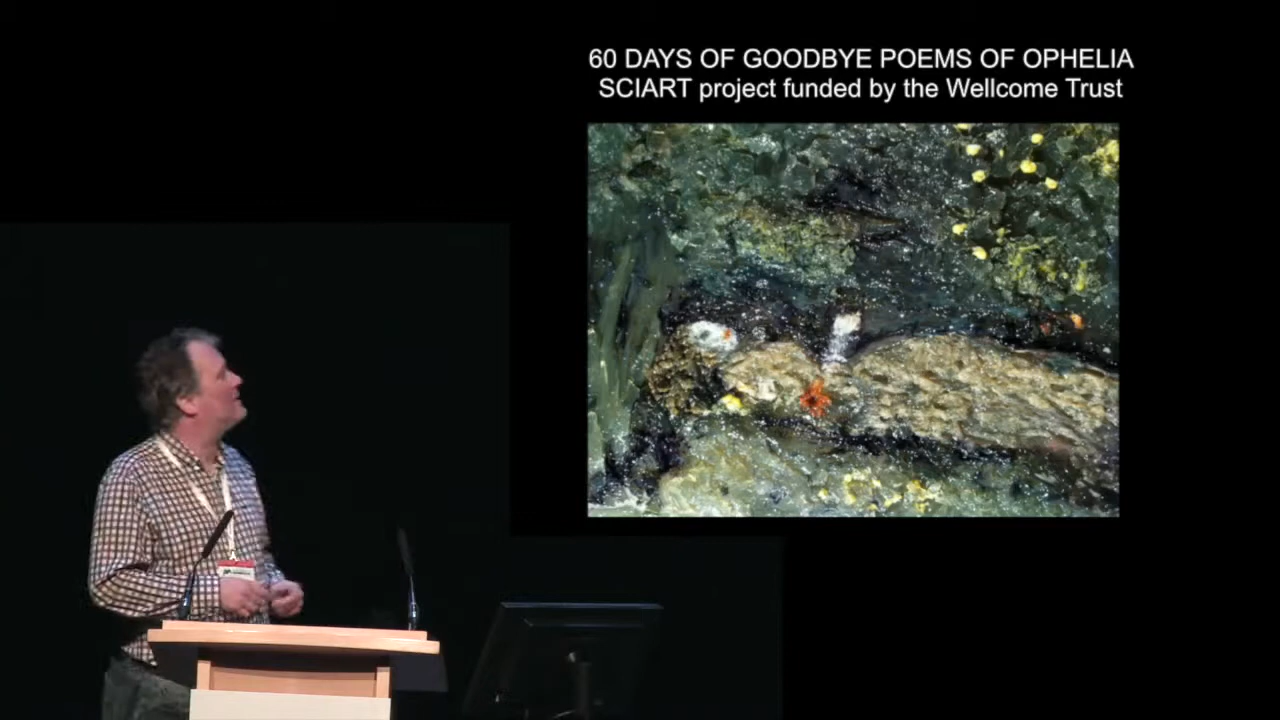 60 DAYS OF GOODBYE POEMS OF OPHELIA
SCIART project funded by the Wellcome Trust